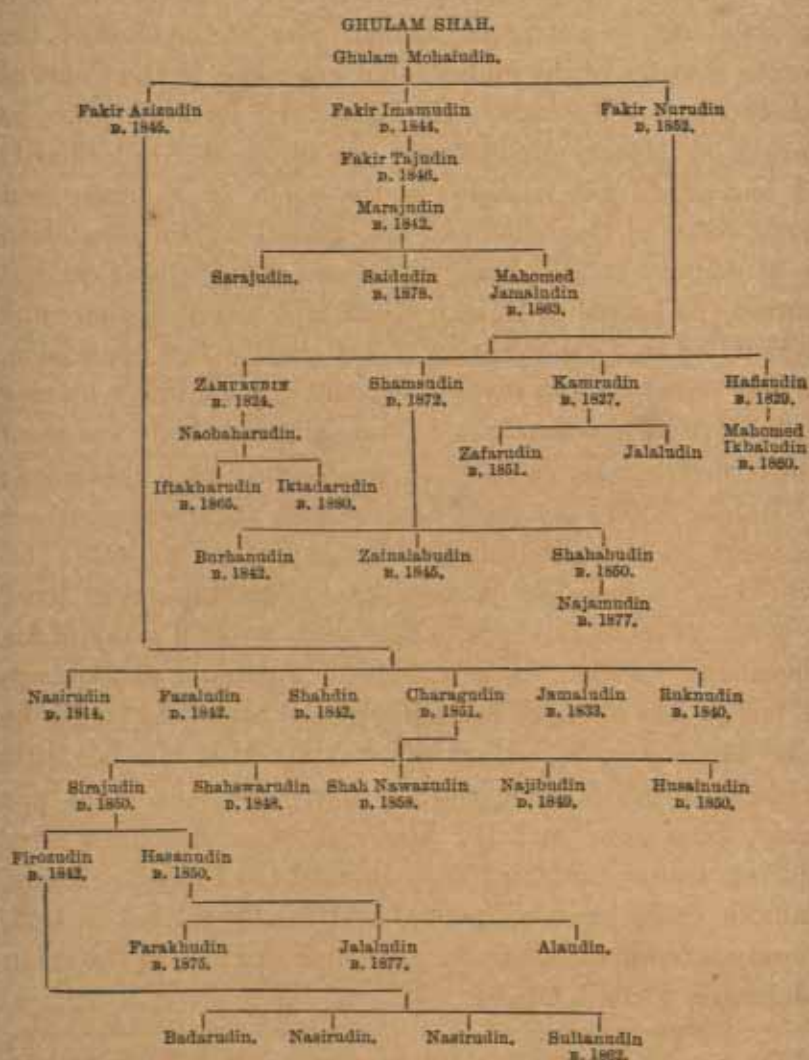 GHULAM SHAH.
Ghulam Mohaiudin.
Fakir Azizudin Fakir Imamudin Fakir Nurudin
D. 1845. D. 1844. D. 1852.
Fakir Tajudin
D. 1846.
Marajudin
B. 1842.
Sarajudin. Saidudin Mahomed
B. 1878. Jamaludin
B. 1863.
ZAHURUDIN Shamsudin Kamrudin Hafizudin
B. 1824. D. 1872. B. 1827. B. 1829.
Naobaharudin. Mahomed
Zafarudin Jalaludin Ikbaludin
B. 1851. B. 1860.
Iftakharudin Iktadarudin
B. 1865. B. 1880.
Burhanudin Zainalabudin Shahabudin
B. 1842. B. 1845. B. 1850.
Najamudin
B. 1877.
Nasirudin Fazaludin Shahdin Charagudin Jamaludin Ruknudin
D. 1814. D. 1842. D. 1842. D. 1851. B. 1833. B. 1840.
Sirajudin Shahswarudin Shah Nawazudin Najibudin Husainudin
D. 1850. D. 1848. D. 1858. D. 1849. D. 1850.
Firozudin Hasanudin
B. 1842. B. 1850.
Farakhudin Jalaludin Alaudin.
B. 1875. B. 1877.
Badarudin. Nasirudin. Nasirudin. Sultanudin
B. 1862.